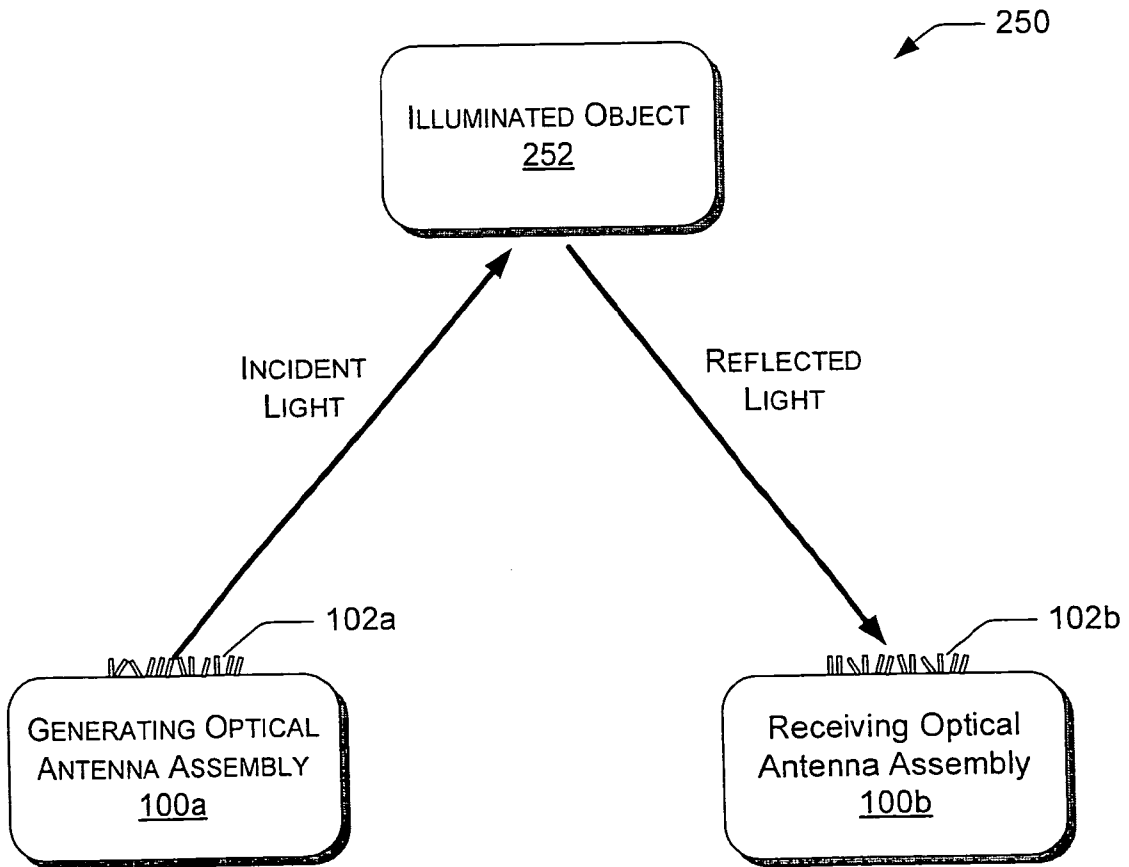 250
ILLUMINATED OBJECT
252
INCIDENT
LIGHT
REFLECTED
LIGHT
102a
102b
GENERATING OPTICAL
ANTENNA ASSEMBLY
100a
Receiving Optical
Antenna Assembly
100b